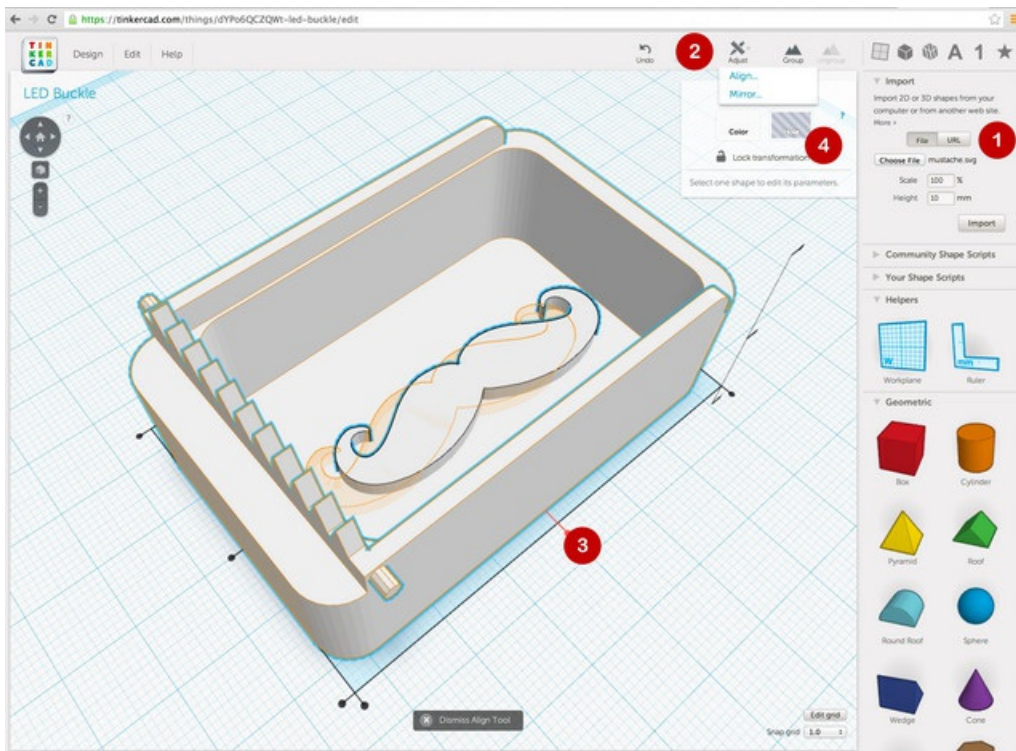 https://tinkercad.com/things/dYPo6QCZQWt-led-buckle/edit
TIN
KER
CAD
Design
Edit
Help
Undo
2
Adjust
Group
Ungroup
A
1
Align...
Mirror...
LED Buckle
?
?
Color
4
Lock transformation
Select one shape to edit its parameters.
Import
Import 2D or 3D shapes from your
computer or from another web site.
More »
File
URL
1
Choose File
mustache.svg
Scale
100
%
Height
10
mm
Import
Community Shape Scripts
Your Shape Scripts
Helpers
W
mm
Workplane
Ruler
Geometric
Box
Cylinder
Pyramid
Roof
Round Roof
Sphere
Wedge
Cone
3
Dismiss Align Tool
Edit grid
Snap grid
1.0